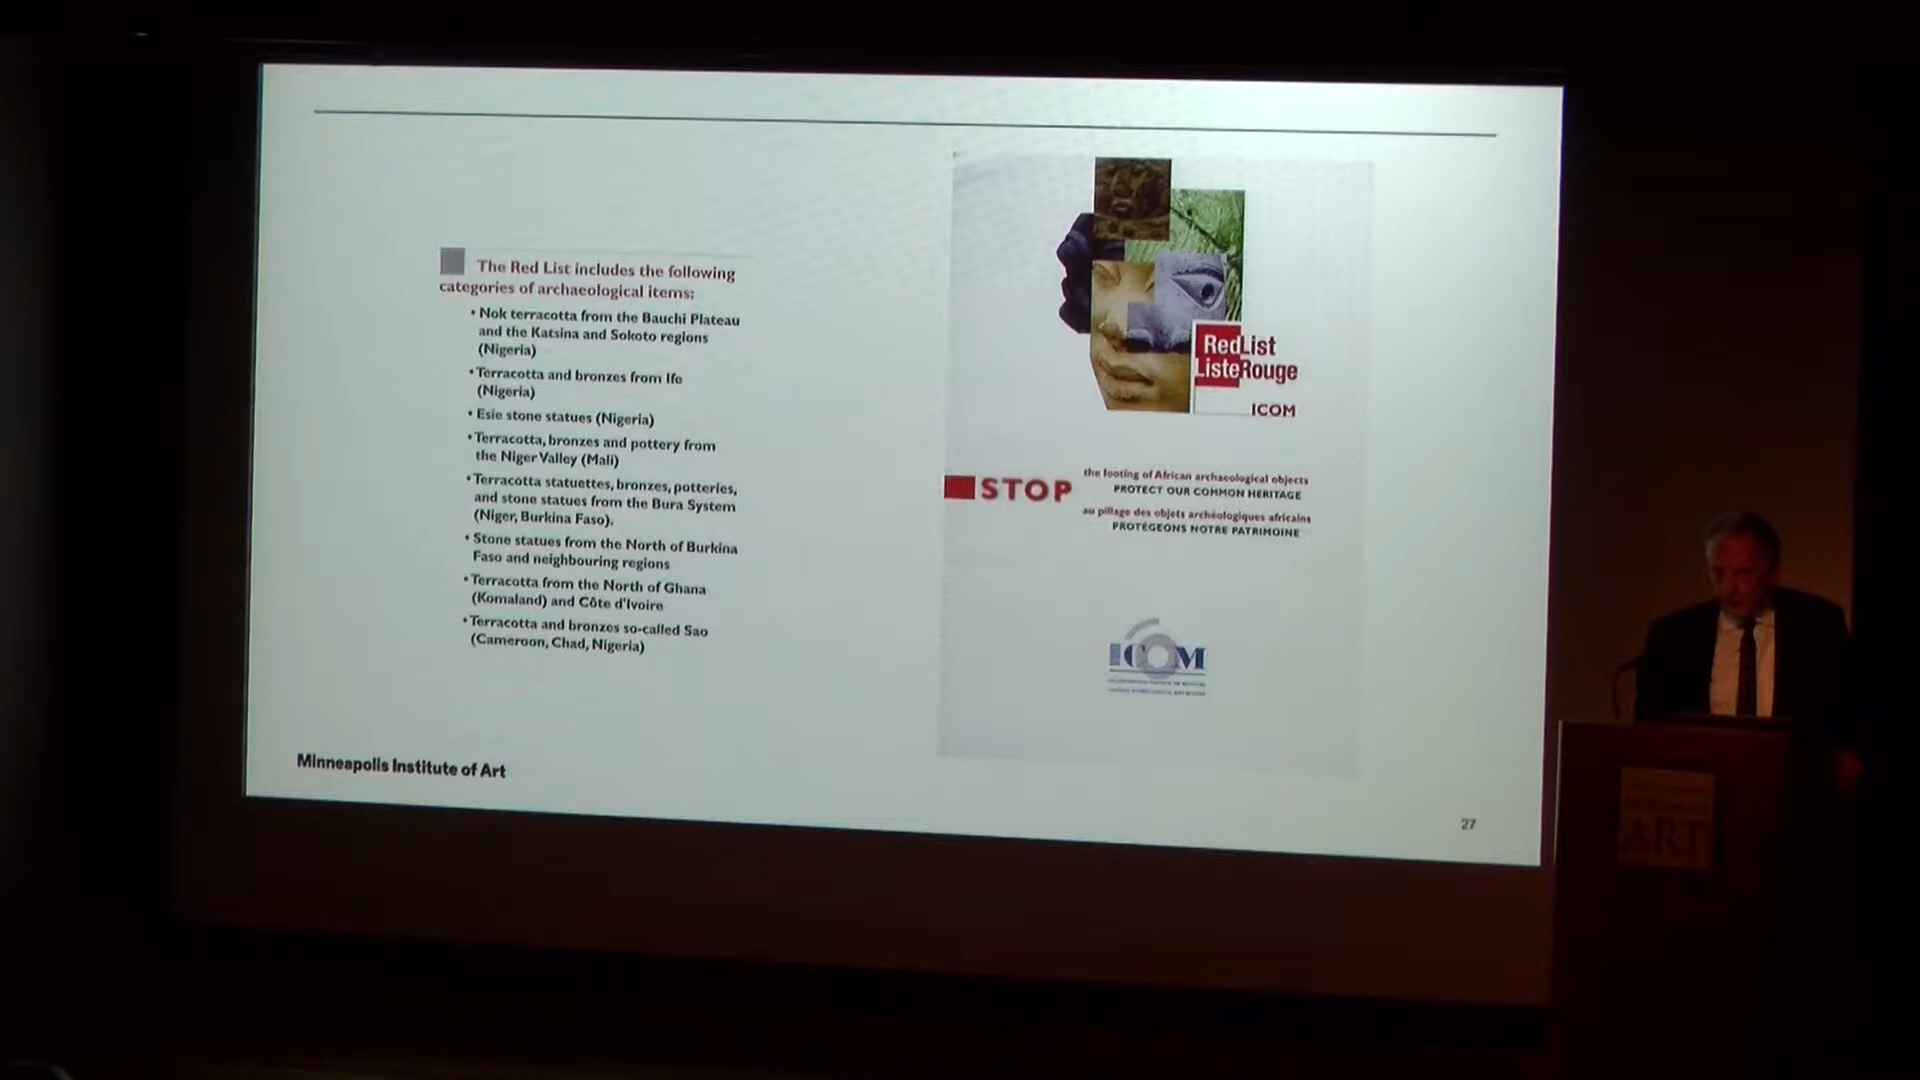 The Red List includes the following
categories of archaeological items:
• Nok terracotta from the Bauchi Plateau
and the Katsina and Sokoto regions
(Nigeria)
• Terracotta and bronzes from Ife
(Nigeria)
• Esie stone statues (Nigeria)
• Terracotta, bronzes and pottery from
the Niger Valley (Mali)
• Terracotta statuettes, bronzes, potteries,
and stone statues from the Bura System
(Niger, Burkina Faso).
• Stone statues from the North of Burkina
Faso and neighbouring regions
• Terracotta from the North of Ghana
(Komaland) and Côte d'Ivoire
• Terracotta and bronzes so-called Sao
(Cameroon, Chad, Nigeria)
Minneapolis Institute of Art
RedList
ListeRouge
ICOM
STOP
the looting of African archaeological objects
PROTECT OUR COMMON HERITAGE
au pillage des objets archéologiques africains
PROTÉGEONS NOTRE PATRIMOINE
ICOM
27
ART